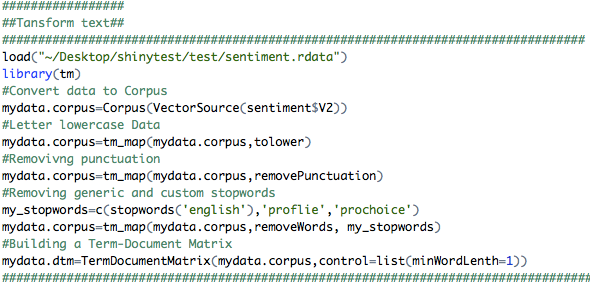 #################
##Tansform text##
#################################################################################
load("~/Desktop/shinytest/test/sentiment.rdata")
library(tm)
#Convert data to Corpus
mydata.corpus=Corpus(VectorSource(sentiment$V2))
#Letter lowercase Data
mydata.corpus=tm_map(mydata.corpus,tolower)
#Removivng punctuation
mydata.corpus=tm_map(mydata.corpus,removePunctuation)
#Removing generic and custom stopwords
my_stopwords=c(stopwords('english'),'proflie','prochoice')
mydata.corpus=tm_map(mydata.corpus,removeWords, my_stopwords)
#Building a Term-Document Matrix
mydata.dtm=TermDocumentMatrix(mydata.corpus,control=list(minWordLenth=1))
##################################################################################